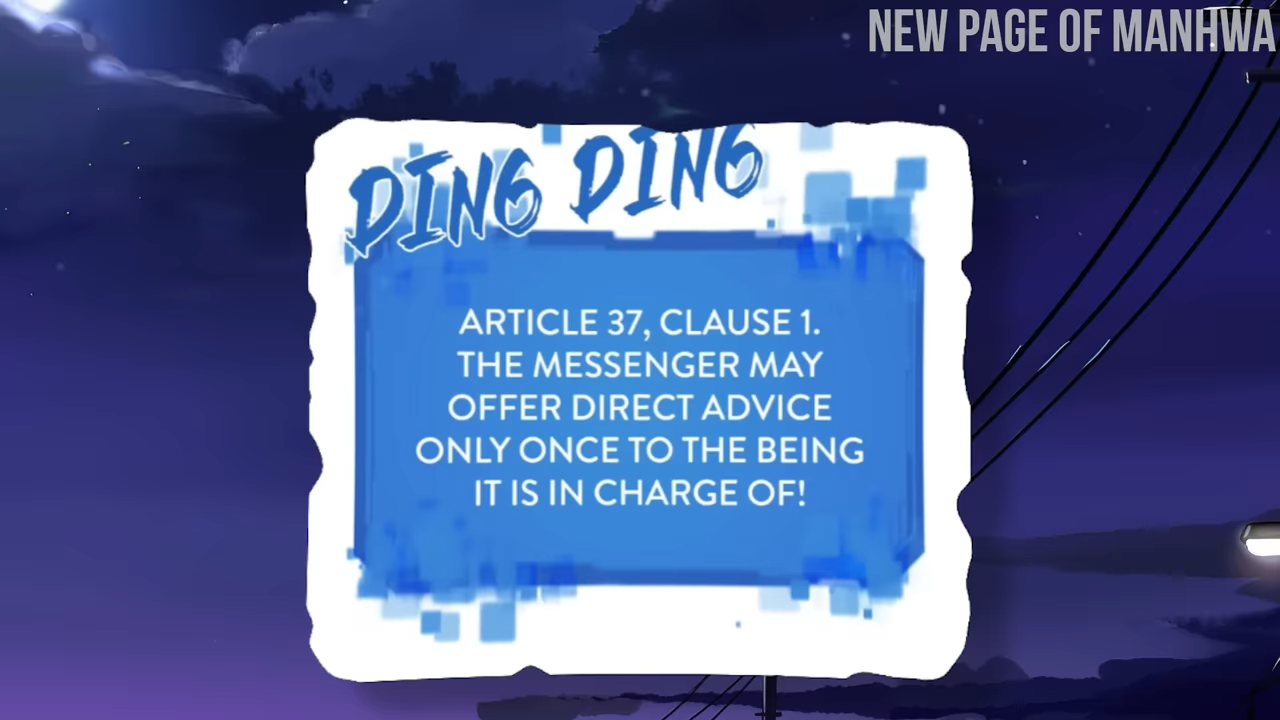 NEW PAGE OF MANHWA
DING DING
ARTICLE 37, CLAUSE 1.
THE MESSENGER MAY
OFFER DIRECT ADVICE
ONLY ONCE TO THE BEING
IT IS IN CHARGE OF!